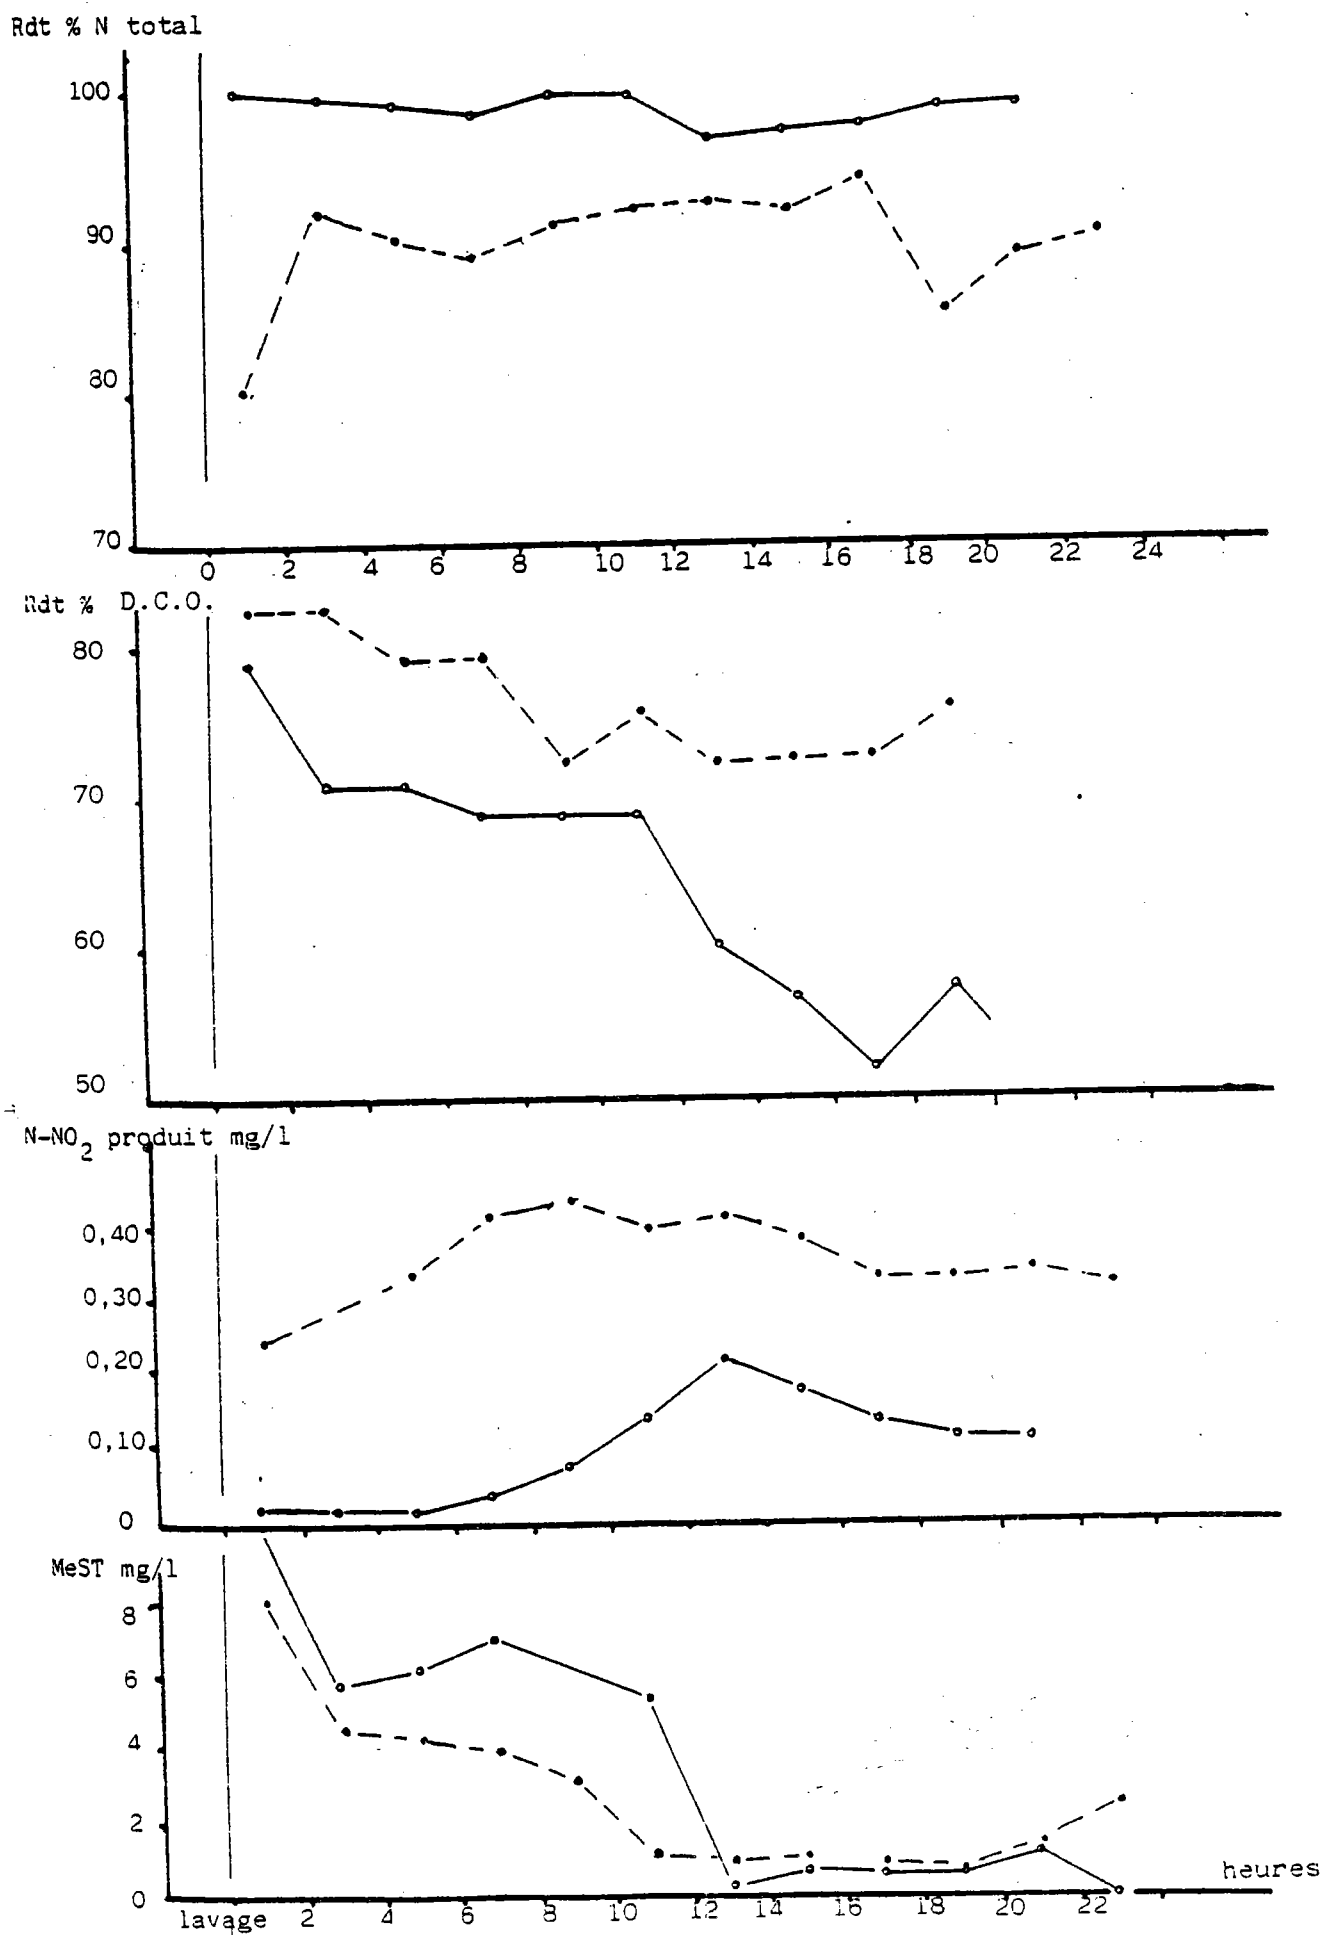 Rdt % N total
100
90
80
70
0 2 4 6 8 10 12 14 16 18 20 22 24
Rdt % D.C.O.
80
70
60
50
N-NO2 produit mg/l
0,40
0,30
0,20
0,10
0
MeST mg/l
8
6
4
2
0
heures
lavage 2 4 6 8 10 12 14 16 18 20 22